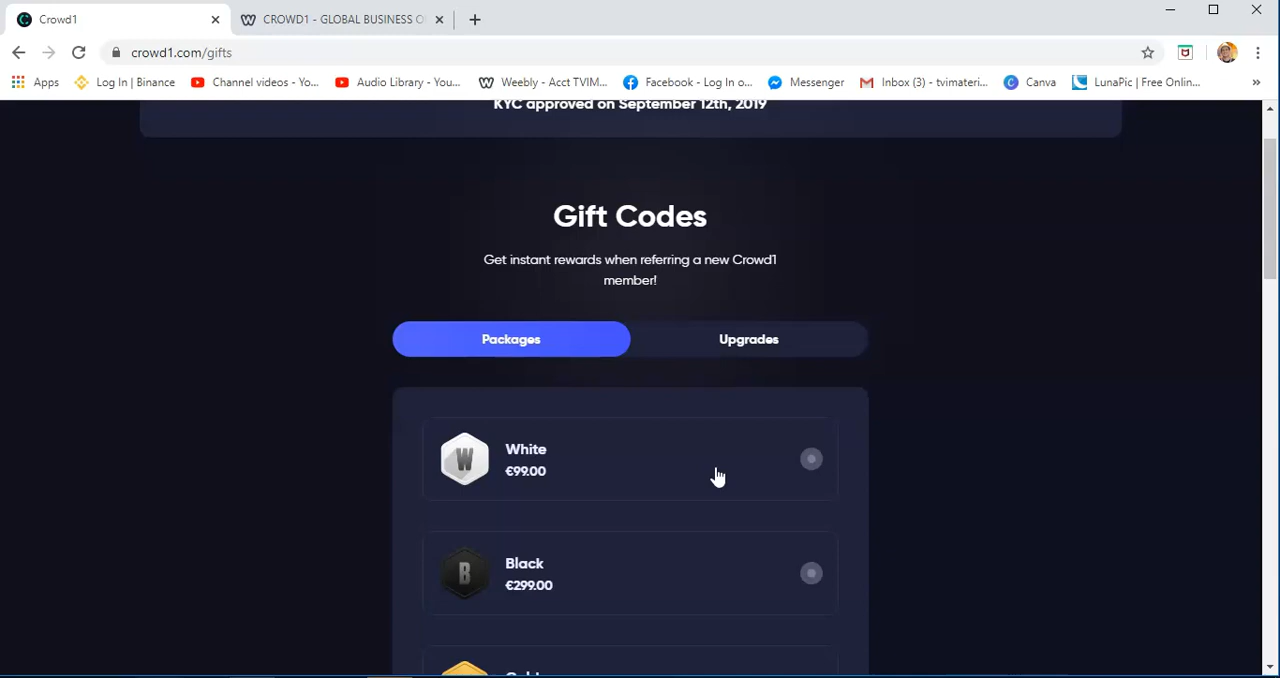 Crowd1
CROWD1 - GLOBAL BUSINESS O
crowd1.com/gifts
Apps
Log In | Binance
Channel videos - Yo...
Audio Library - You...
Weebly - Acct TVIM...
Facebook - Log In o...
Messenger
Inbox (3) - tvimateri...
Canva
LunaPic | Free Onlin...
»
KYC approved on September 12th, 2019
Gift Codes
Get instant rewards when referring a new Crowd1
member!
Packages
Upgrades
W
White
€99.00
B
Black
€299.00